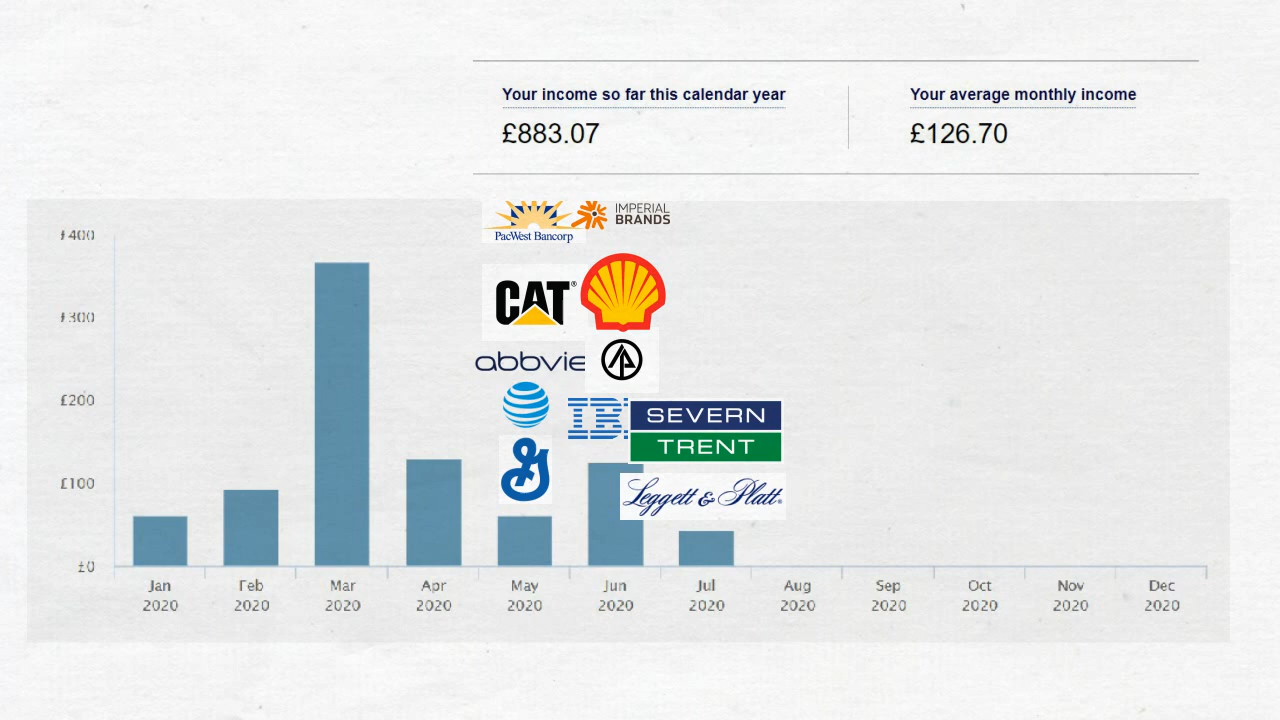 Your income so far this calendar year
Your average monthly income
£883.07
£126.70
PacWest Bancorp
IMPERIAL
BRANDS
£400
CAT®
£300
abbvie
£200
IB
SEVERN
TRENT
£100
Leggett & Platt®
£0
Jan Feb Mar Apr May Jun Jul Aug Sep Oct Nov Dec
2020 2020 2020 2020 2020 2020 2020 2020 2020 2020 2020 2020